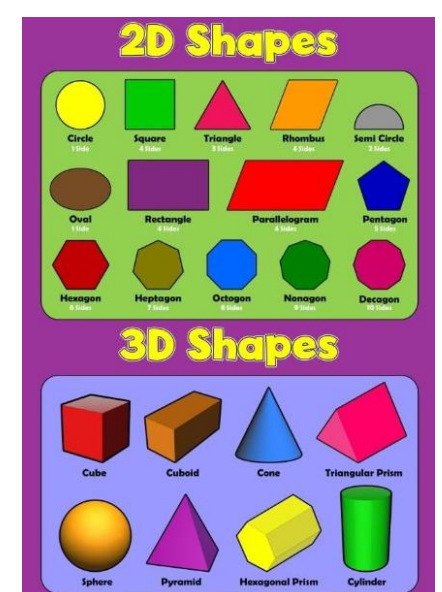 2D Shapes
Circle Square Triangle Rhombus Semi Circle
1 Side 4 Sides 3 Sides 4 Sides 2 Sides
Oval Rectangle Parallelogram Pentagon
1 Side 4 Sides 4 Sides 5 Sides
Hexagon Heptagon Octogon Nonagon Decagon
6 Sides 7 Sides 8 Sides 9 Sides 10 Sides
3D Shapes
Cube Cuboid Cone Triangular Prism
Sphere Pyramid Hexagonal Prism Cylinder